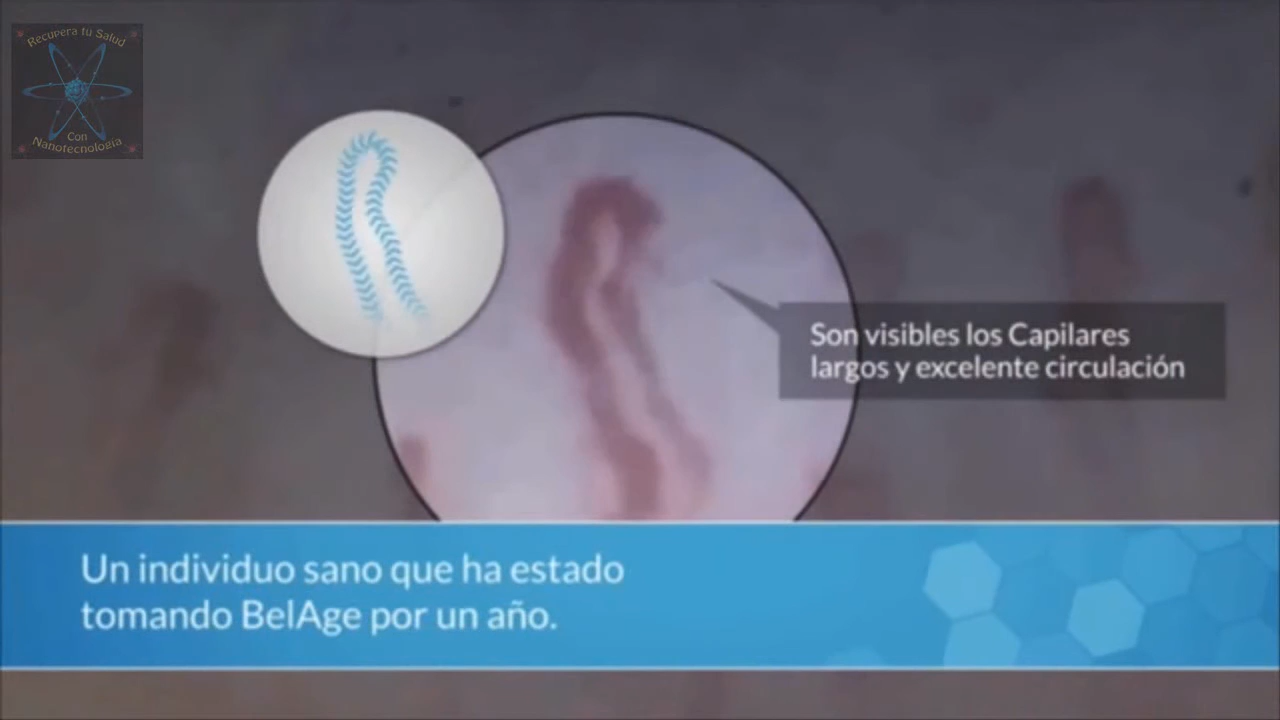 Recupera tu Salud
Con
Nanotecnología
Son visibles los Capilares
largos y excelente circulación
Un individuo sano que ha estado
tomando BelAge por un año.